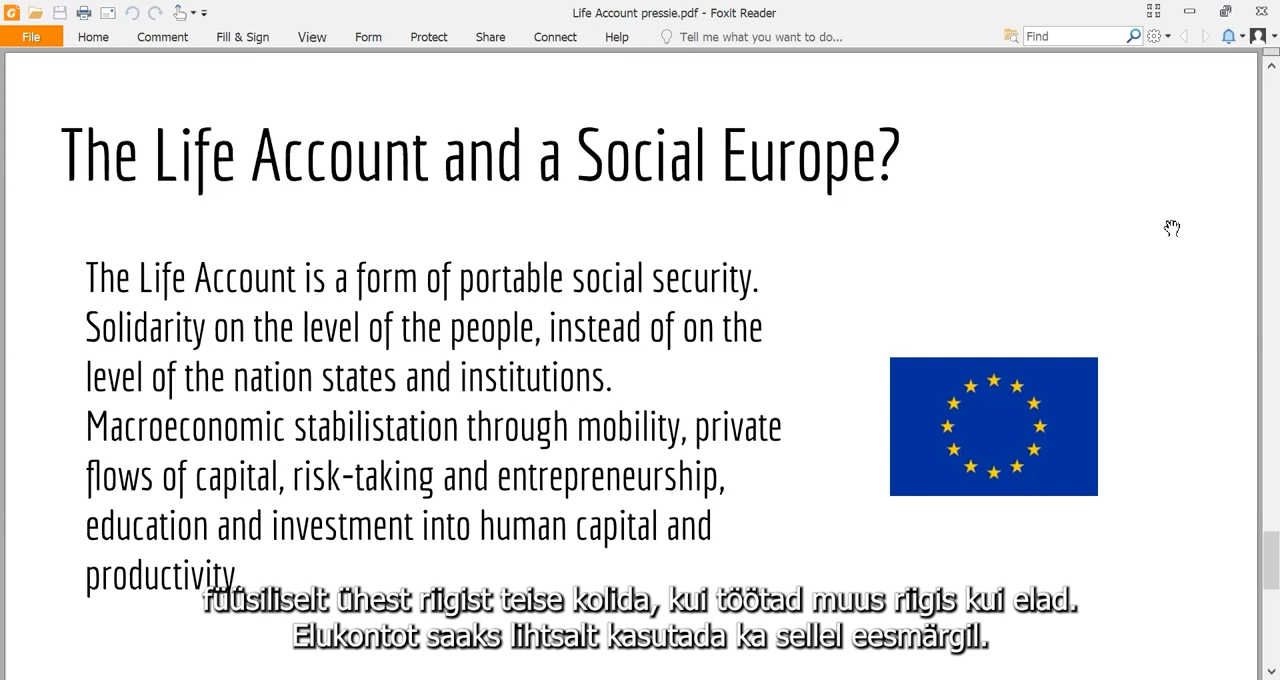 Life Account pressie.pdf - Foxit Reader
File Home Comment Fill & Sign View Form Protect Share Connect Help Tell me what you want to do... Find
The Life Account and a Social Europe?
The Life Account is a form of portable social security.
Solidarity on the level of the people, instead of on the
level of the nation states and institutions.
Macroeconomic stabilistation through mobility, private
flows of capital, risk-taking and entrepreneurship,
education and investment into human capital and
productivity.
füüsiliselt ühest riigist teise kolida, kui töötad muus riigis kui elad.
Elukontot saaks lihtsalt kasutada ka sellel eesmärgil.